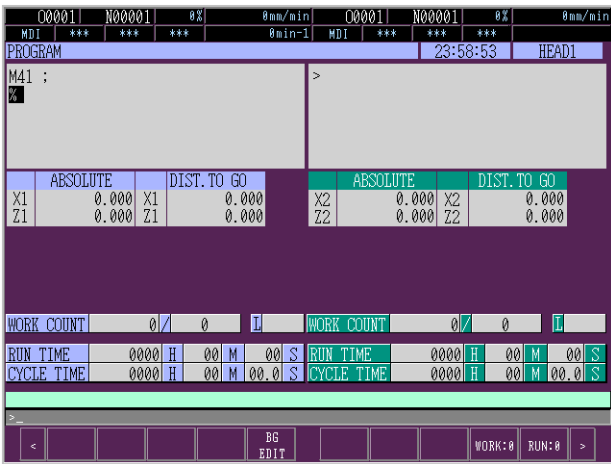 O0001 N00001 0% 0mm/min O0001 N00001 0% 0mm/min
MDI *** *** *** 0min-1 MDI *** *** ***
PROGRAM 23:58:53 HEAD1
M41 ; >
%
ABSOLUTE DIST.TO GO ABSOLUTE DIST.TO GO
X1 0.000 X1 0.000 X2 0.000 X2 0.000
Z1 0.000 Z1 0.000 Z2 0.000 Z2 0.000
WORK COUNT 0/ 0 L WORK COUNT 0/ 0 L
RUN TIME 0000 H 00 M 00 S RUN TIME 0000 H 00 M 00 S
CYCLE TIME 0000 H 00 M 00.0 S CYCLE TIME 0000 H 00 M 00.0 S
>_
< BG EDIT WORK:0 RUN:0 >